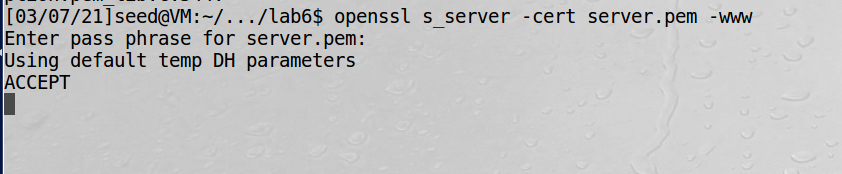 [03/07/21]seed@VM:~/.../lab6$ openssl s_server -cert server.pem -www
Enter pass phrase for server.pem:
Using default temp DH parameters
ACCEPT